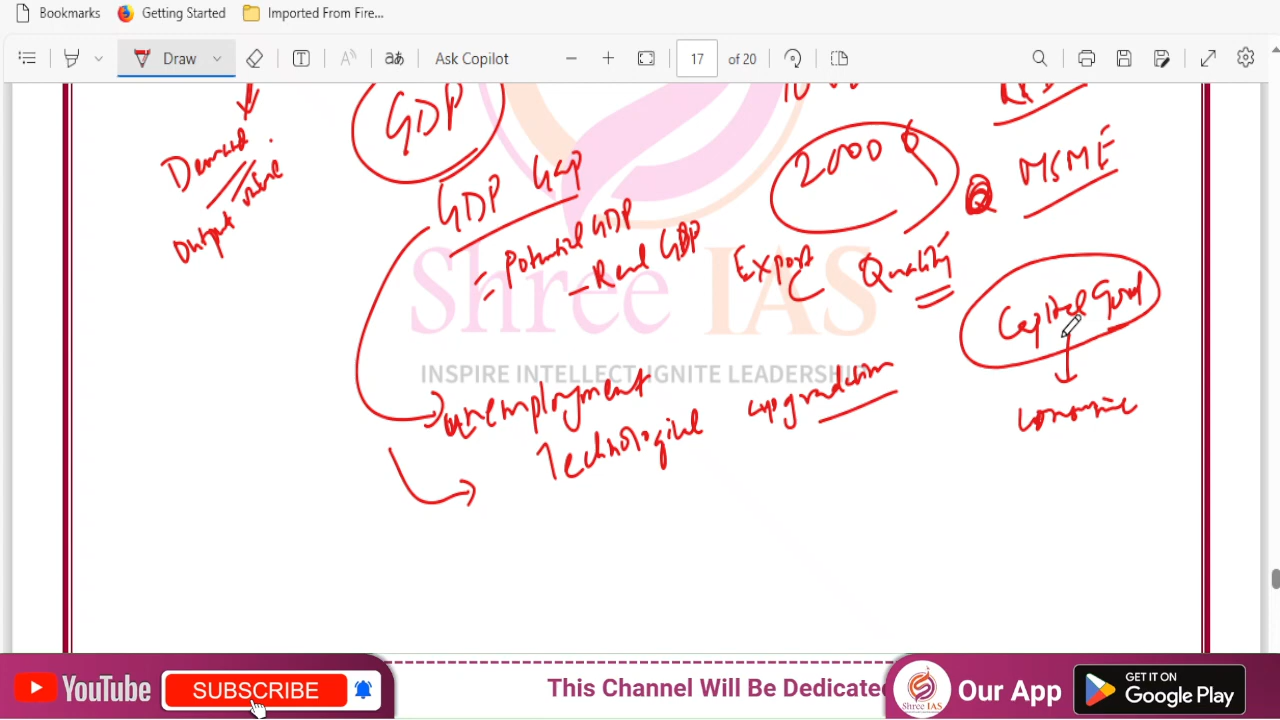 Bookmarks Getting Started Imported From Fire...
Draw Ask Copilot 17 of 20
GDP
Demand
Output
GDP Gap
= Potential GDP
- Real GDP
2000 Q
MSME
Export Quality
Capital Good
Shree IAS
INSPIRE INTELLECT IGNITE LEADERSHIP
unemployment
Technological upgradation
YouTube SUBSCRIBE
This Channel Will Be Dedicated
Shree IAS
Our App
GET IT ON
Google Play